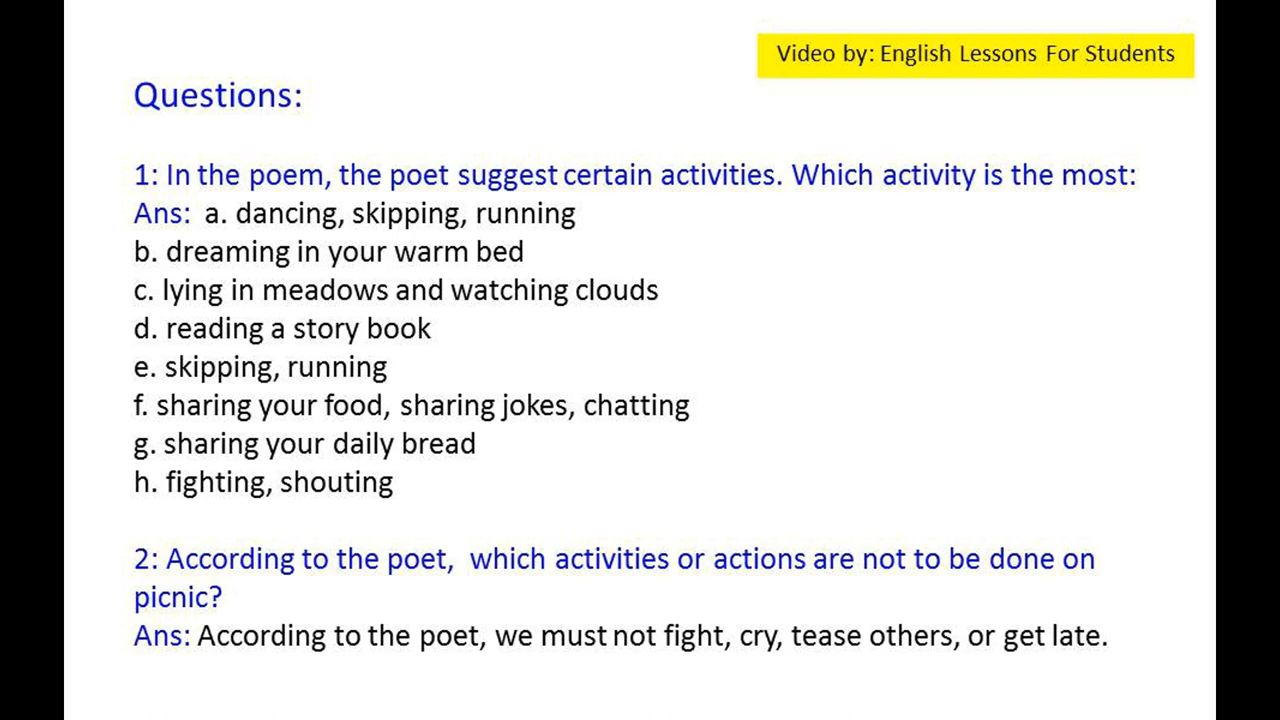 Video by: English Lessons For Students
Questions:
1: In the poem, the poet suggest certain activities. Which activity is the most:
Ans: a. dancing, skipping, running
b. dreaming in your warm bed
c. lying in meadows and watching clouds
d. reading a story book
e. skipping, running
f. sharing your food, sharing jokes, chatting
g. sharing your daily bread
h. fighting, shouting
2: According to the poet, which activities or actions are not to be done on
picnic?
Ans: According to the poet, we must not fight, cry, tease others, or get late.